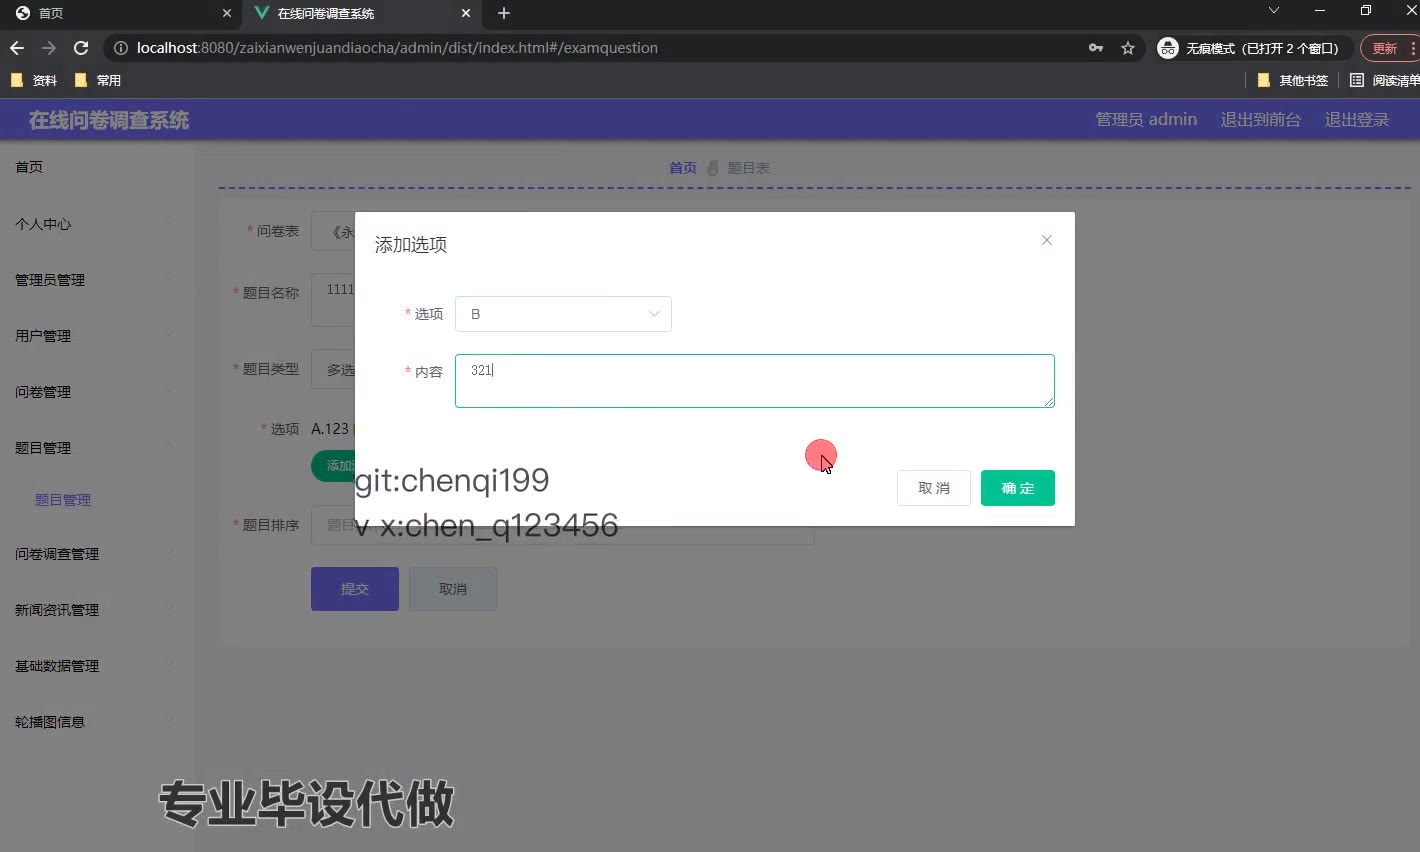 首页
在线问卷调查系统
localhost:8080/zaixianwenjuandiaocha/admin/dist/index.html#/examquestion
无痕模式（已打开 2 个窗口）
更新
资料
常用
其他书签
阅读清单
在线问卷调查系统
管理员 admin
退出到前台
退出登录
首页
个人中心
管理员管理
用户管理
问卷管理
题目管理
题目管理
问卷调查管理
新闻资讯管理
基础数据管理
轮播图信息
首页
题目表
* 问卷表
《永
* 题目名称
1111
* 题目类型
多选
* 选项
A.123
添加
* 题目排序
题目
提交
取消
添加选项
* 选项
B
* 内容
321
取 消
确 定
git:chenqi199
v x:chen_q123456
专业毕设代做